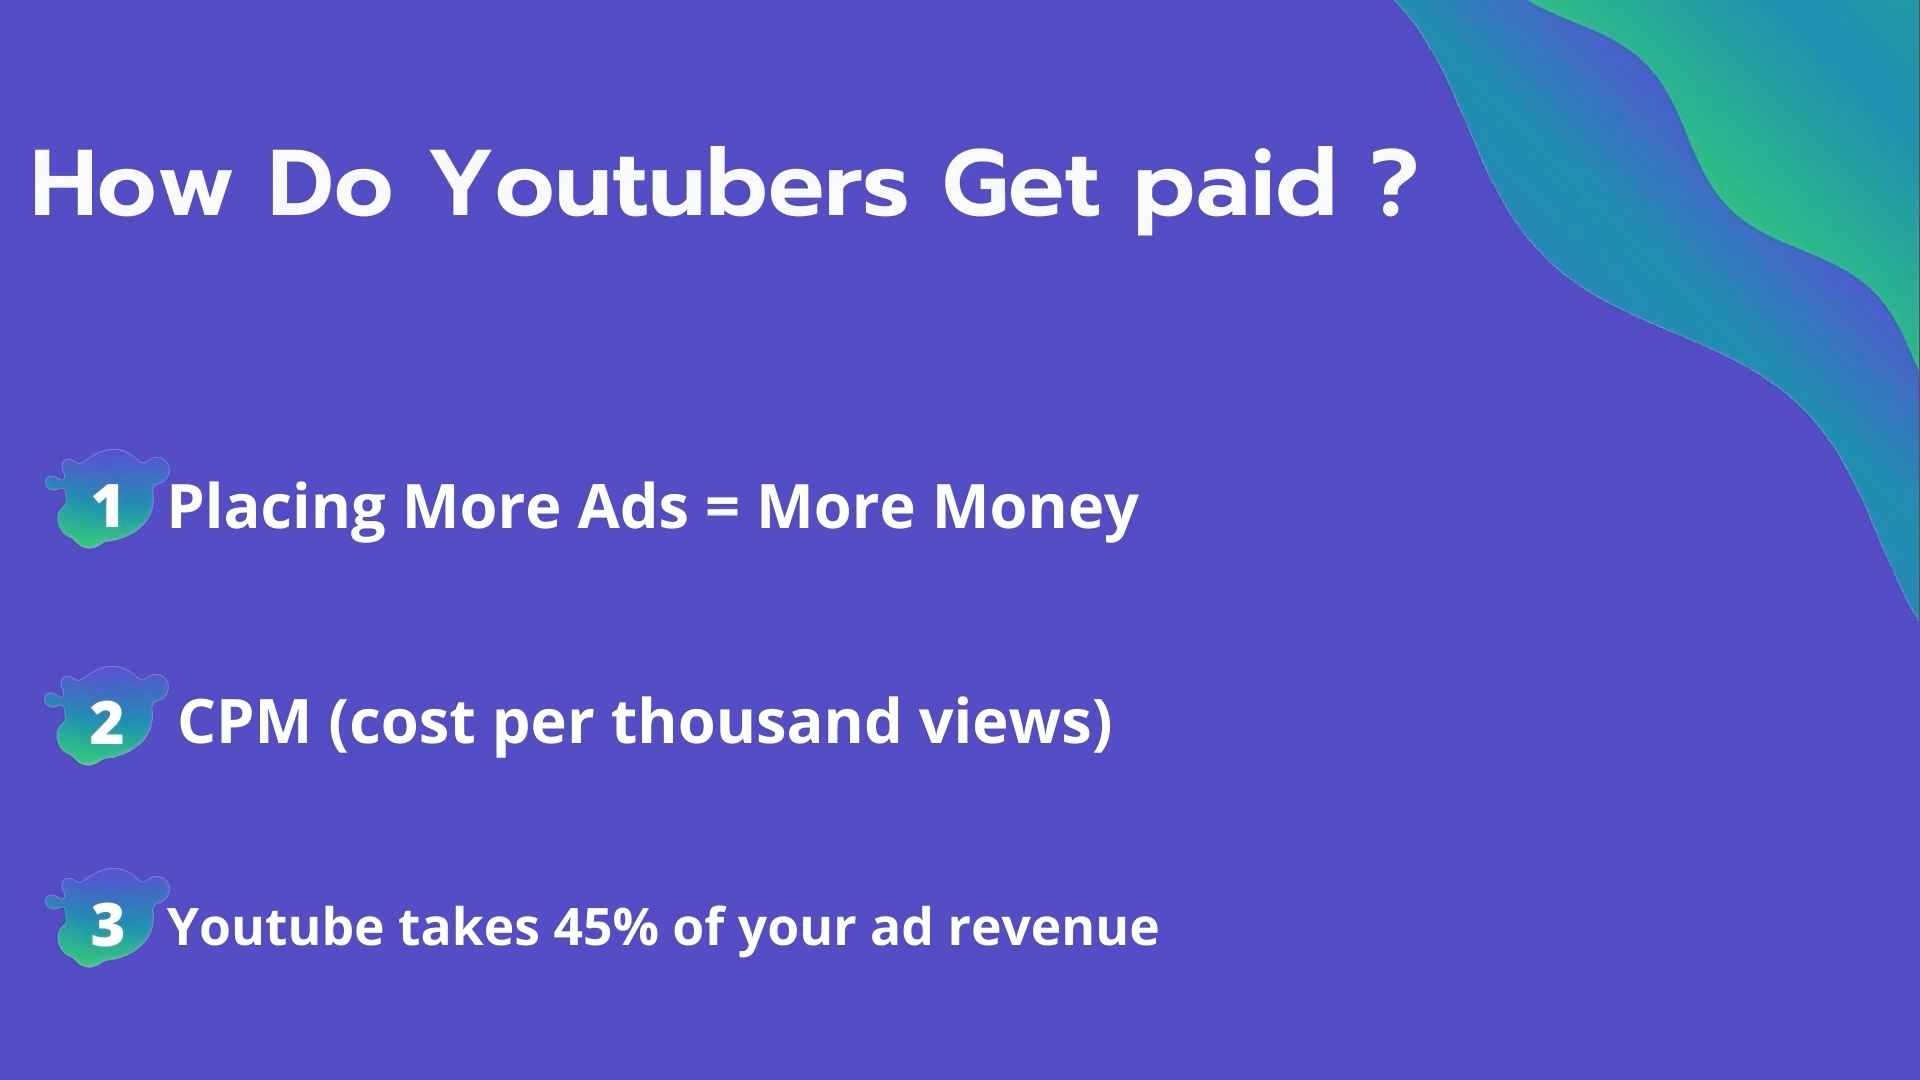 How Do Youtubers Get paid ?
1 Placing More Ads = More Money
2 CPM (cost per thousand views)
3 Youtube takes 45% of your ad revenue